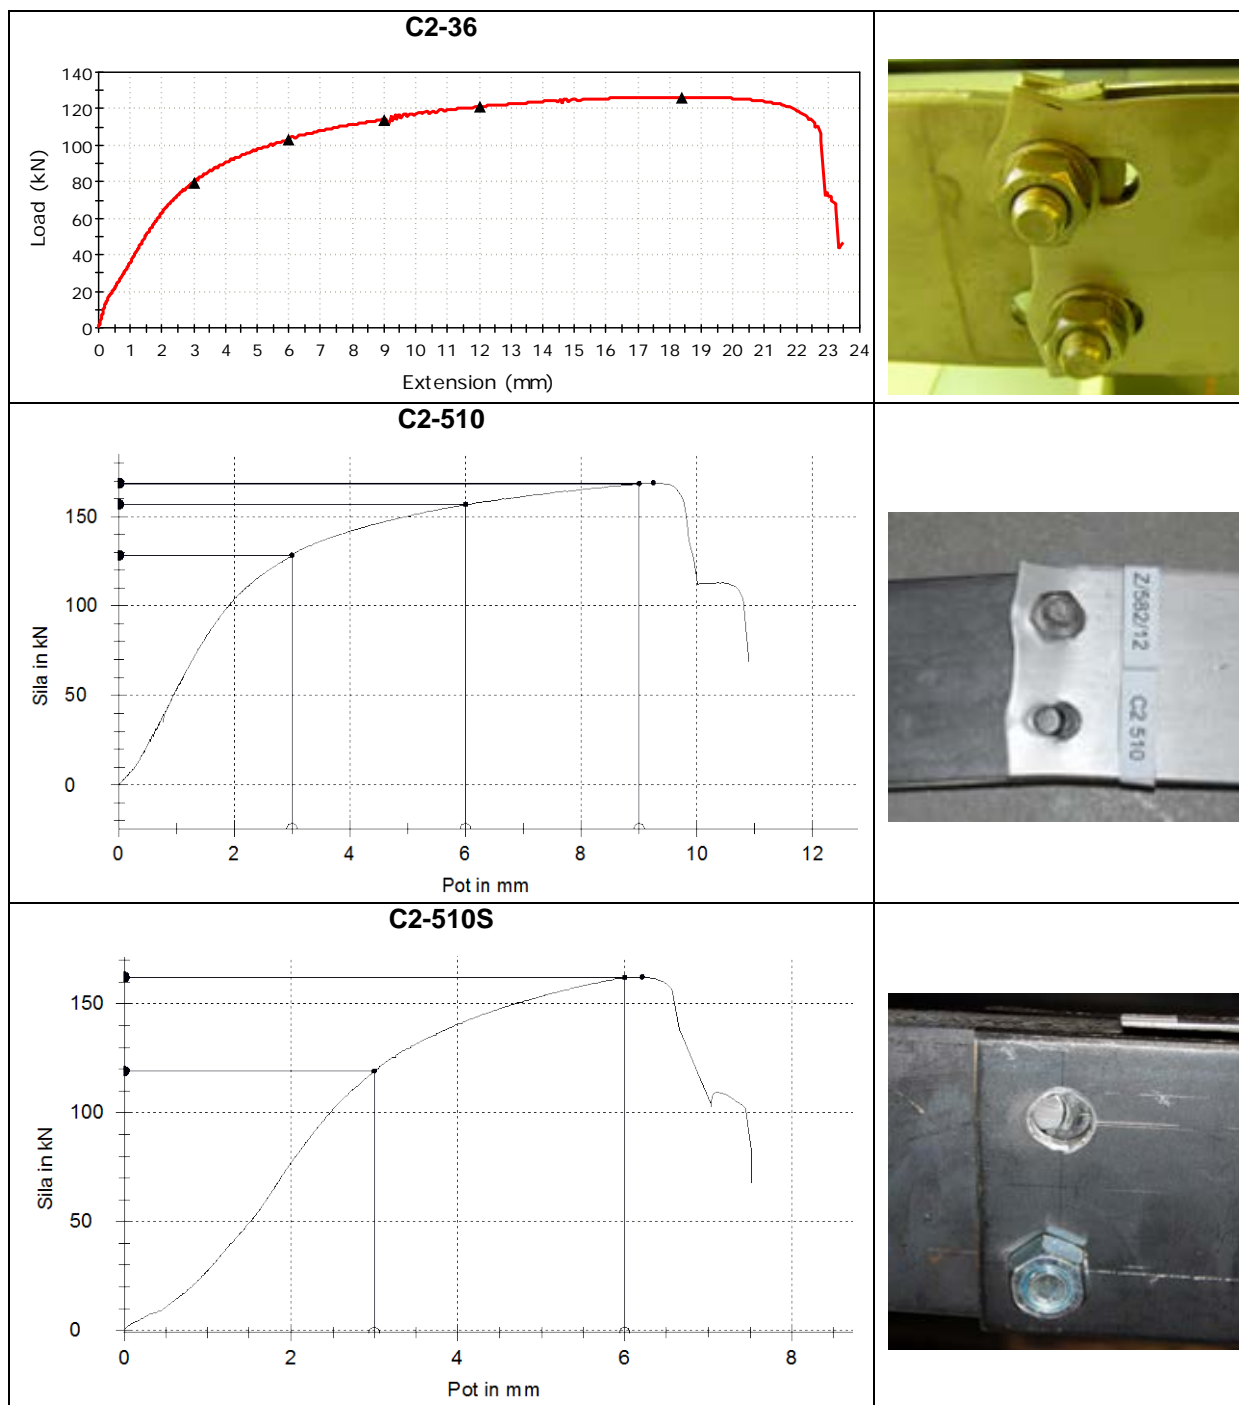 C2-36
140
120
100
80
60
40
20
0
Load (kN)
0 1 2 3 4 5 6 7 8 9 10 11 12 13 14 15 16 17 18 19 20 21 22 23 24
Extension (mm)
C2-510
150
100
50
0
Sila in kN
0 2 4 6 8 10 12
Pot in mm
Z/582/12
C2 510
C2-510S
150
100
50
0
Sila in kN
0 2 4 6 8
Pot in mm